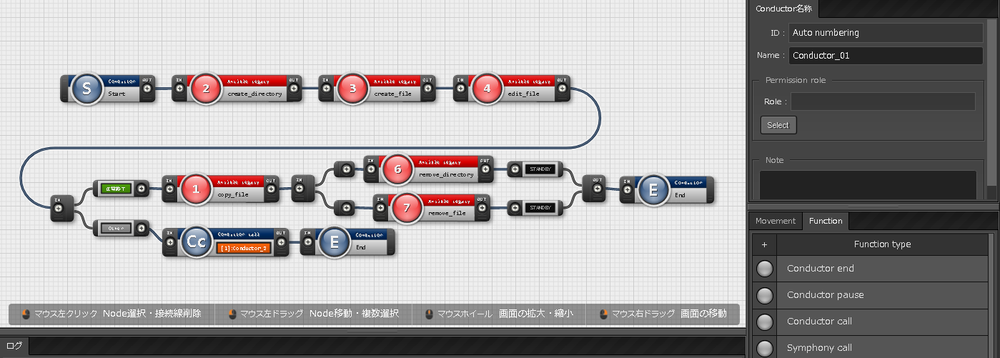 Conductor名称
ID :
Auto numbering
Name :
Conductor_01
Permission role
Role :
Select
Note
S
Conductor
OUT
Start
IN
2
Ansible Legacy
OUT
create_directory
IN
3
Ansible Legacy
OUT
create_file
IN
4
Ansible Legacy
OUT
edit_file
IN
正常終了
IN
1
Ansible Legacy
OUT
copy_file
IN
IN
6
Ansible Legacy
OUT
remove_directory
STANDBY
IN
7
Ansible Legacy
OUT
remove_file
STANDBY
OUT
IN
E
Conductor
End
Other
IN
Cc
Conductor call
OUT
[1]:Conductor_2
IN
E
Conductor
End
マウス左クリック Node選択・接続線削除
マウス左ドラッグ Node移動・複数選択
マウスホイール 画面の拡大・縮小
マウス右ドラッグ 画面の移動
ログ
Movement
Function
+
Function type
Conductor end
Conductor pause
Conductor call
Symphony call